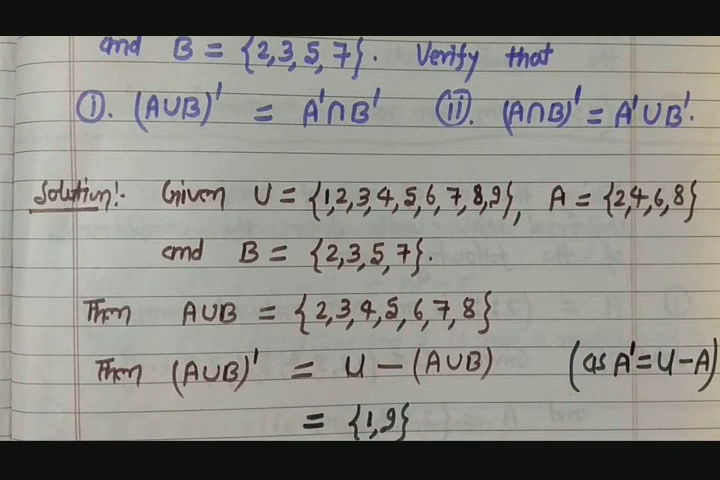 and B = {2,3,5,7}. Verify that
(i). (A∪B)' = A'∩B' (ii). (A∩B)' = A'∪B'.
Solution:- Given U = {1,2,3,4,5,6,7,8,9}, A = {2,4,6,8}
and B = {2,3,5,7}.
Then A∪B = {2,3,4,5,6,7,8}
Then (A∪B)' = U − (A∪B) (as A' = U − A)
= {1,9}